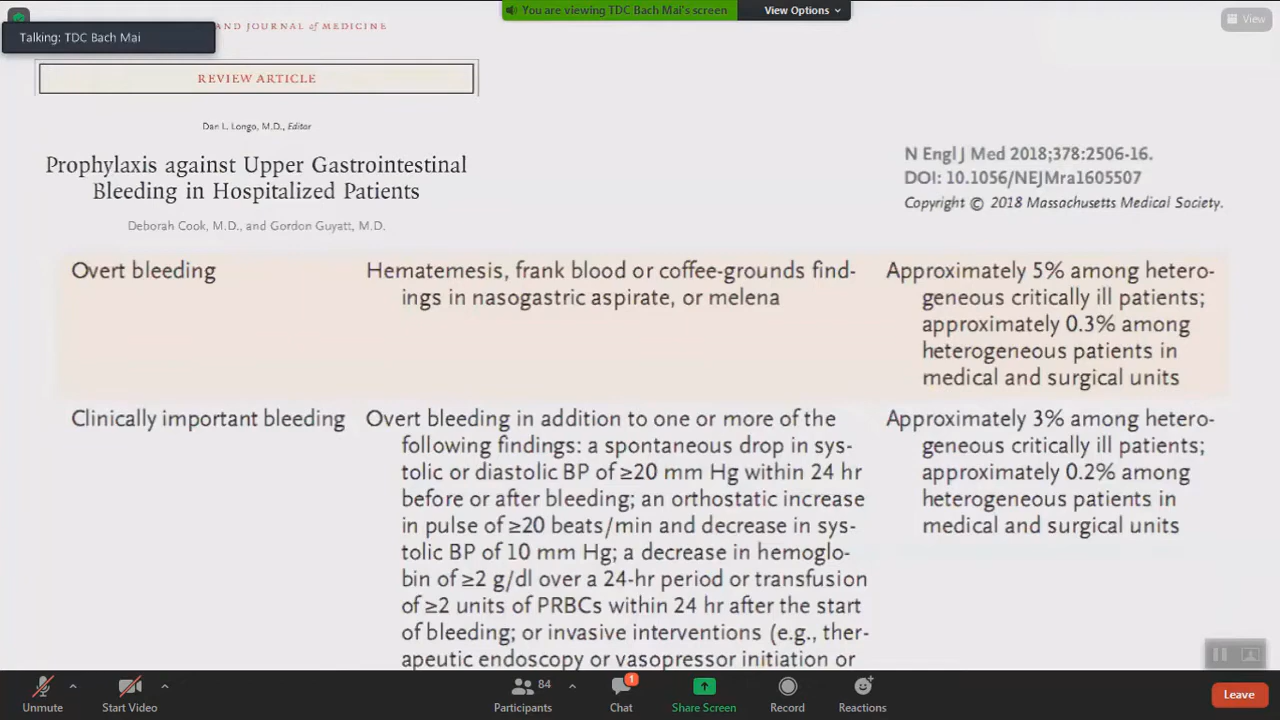 You are viewing TDC Bach Mai's screen
View Options
View
AND JOURNAL of MEDICINE
Talking: TDC Bach Mai
REVIEW ARTICLE
Dan L. Longo, M.D., Editor
Prophylaxis against Upper Gastrointestinal
Bleeding in Hospitalized Patients
Deborah Cook, M.D., and Gordon Guyatt, M.D.
N Engl J Med 2018;378:2506-16.
DOI: 10.1056/NEJMra1605507
Copyright © 2018 Massachusetts Medical Society.
Overt bleeding
Hematemesis, frank blood or coffee-grounds find-
ings in nasogastric aspirate, or melena
Approximately 5% among hetero-
geneous critically ill patients;
approximately 0.3% among
heterogeneous patients in
medical and surgical units
Clinically important bleeding
Overt bleeding in addition to one or more of the
following findings: a spontaneous drop in sys-
tolic or diastolic BP of ≥20 mm Hg within 24 hr
before or after bleeding; an orthostatic increase
in pulse of ≥20 beats/min and decrease in sys-
tolic BP of 10 mm Hg; a decrease in hemoglo-
bin of ≥2 g/dl over a 24-hr period or transfusion
of ≥2 units of PRBCs within 24 hr after the start
of bleeding; or invasive interventions (e.g., ther-
apeutic endoscopy or vasopressor initiation or
Approximately 3% among hetero-
geneous critically ill patients;
approximately 0.2% among
heterogeneous patients in
medical and surgical units
Unmute
Start Video
84
Participants
1
Chat
Share Screen
Record
Reactions
Leave